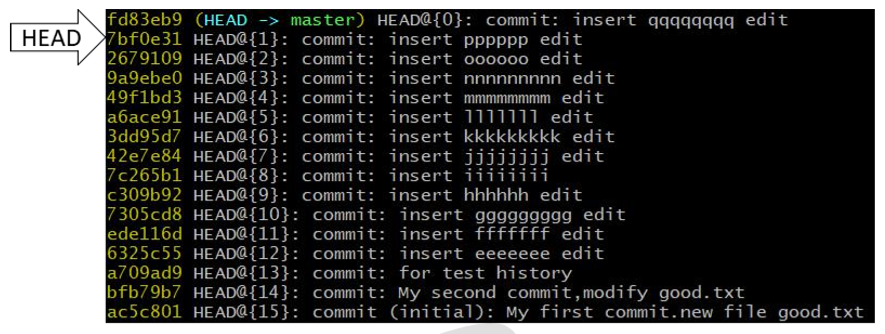 HEAD
fd83eb9 (HEAD -> master) HEAD@{0}: commit: insert qqqqqqqq edit
7bf0e31 HEAD@{1}: commit: insert pppppp edit
2679109 HEAD@{2}: commit: insert oooooo edit
9a9ebe0 HEAD@{3}: commit: insert nnnnnnnnn edit
49f1bd3 HEAD@{4}: commit: insert mmmmmmmmm edit
a6ace91 HEAD@{5}: commit: insert lllllll edit
3dd95d7 HEAD@{6}: commit: insert kkkkkkkkk edit
42e7e84 HEAD@{7}: commit: insert jjjjjjjj edit
7c265b1 HEAD@{8}: commit: insert iiiiiiii
c309b92 HEAD@{9}: commit: insert hhhhhh edit
7305cd8 HEAD@{10}: commit: insert ggggggggg edit
ede116d HEAD@{11}: commit: insert fffffff edit
6325c55 HEAD@{12}: commit: insert eeeeeee edit
a709ad9 HEAD@{13}: commit: for test history
bfb79b7 HEAD@{14}: commit: My second commit,modify good.txt
ac5c801 HEAD@{15}: commit (initial): My first commit.new file good.txt